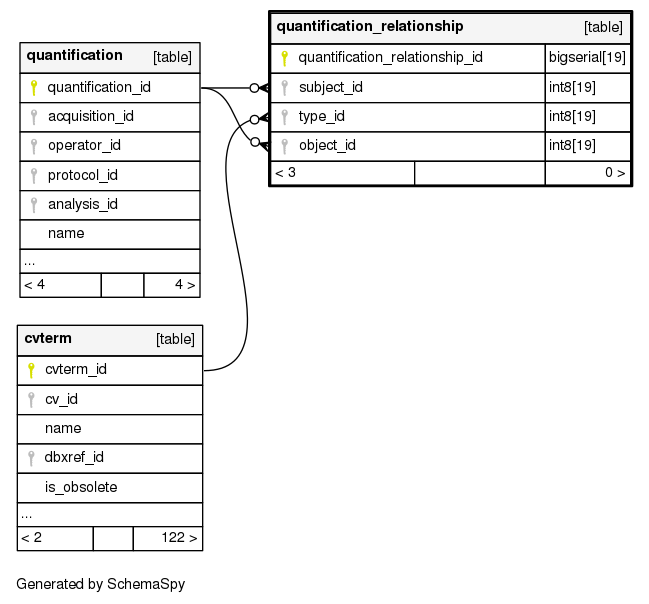 quantification [table]
quantification_id
acquisition_id
operator_id
protocol_id
analysis_id
name
...
< 4 4 >
quantification_relationship [table]
quantification_relationship_id bigserial[19]
subject_id int8[19]
type_id int8[19]
object_id int8[19]
< 3 0 >
cvterm [table]
cvterm_id
cv_id
name
dbxref_id
is_obsolete
...
< 2 122 >
Generated by SchemaSpy